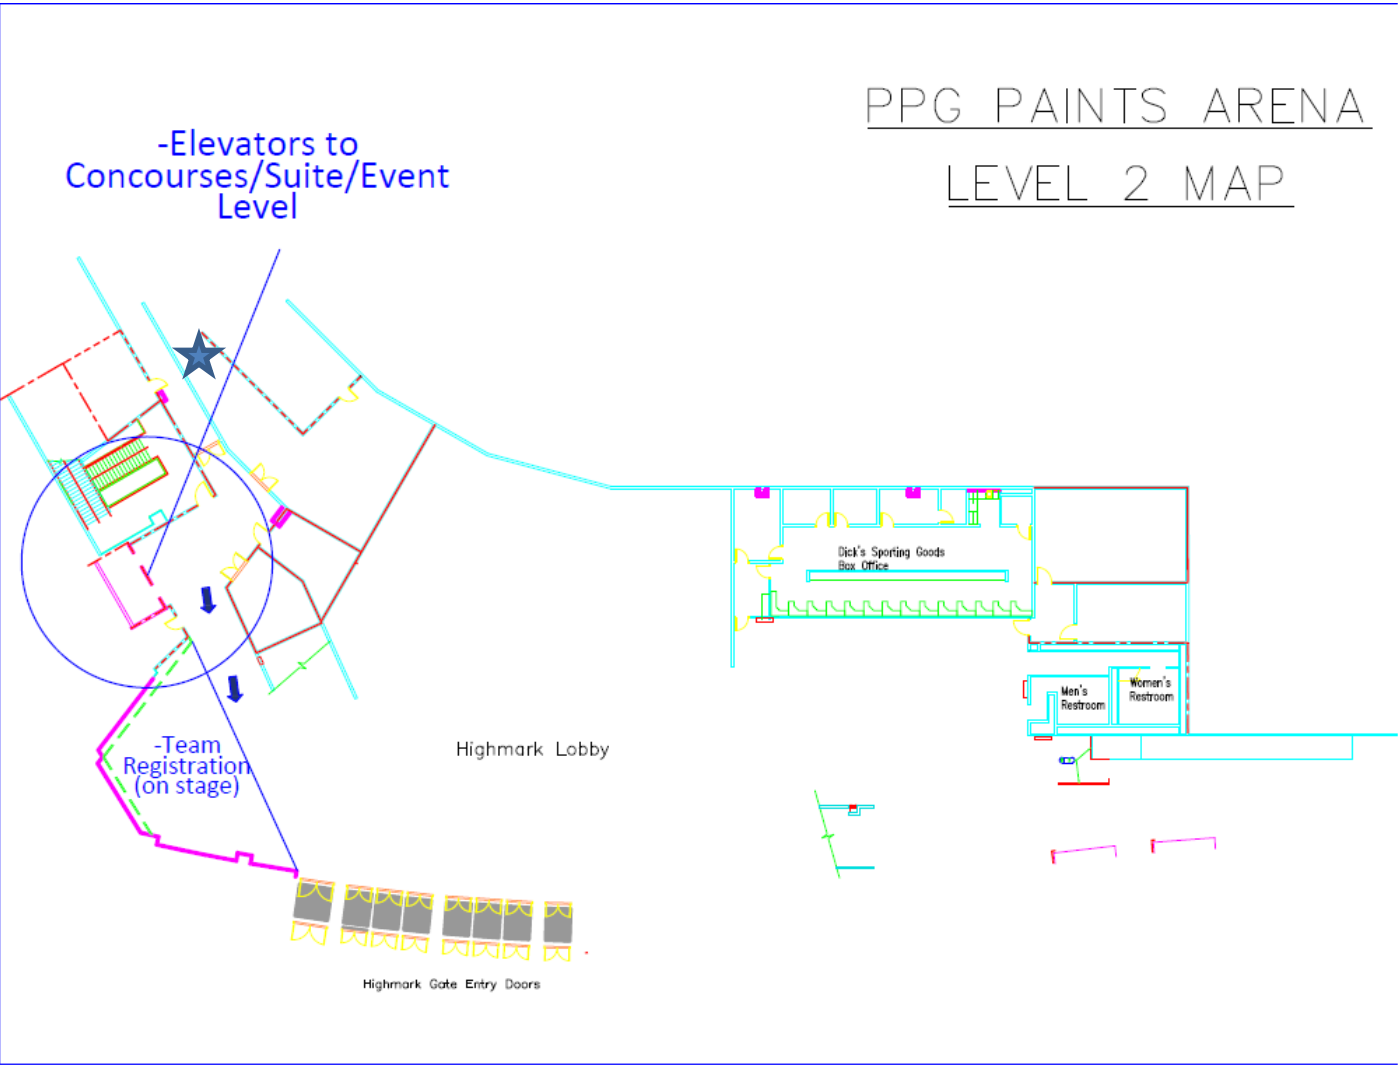 PPG PAINTS ARENA
LEVEL 2 MAP
-Elevators to
Concourses/Suite/Event
Level
Dick's Sporting Goods
Box Office
Men's
Restroom
Women's
Restroom
-Team
Registration
(on stage)
Highmark Lobby
Highmark Gate Entry Doors